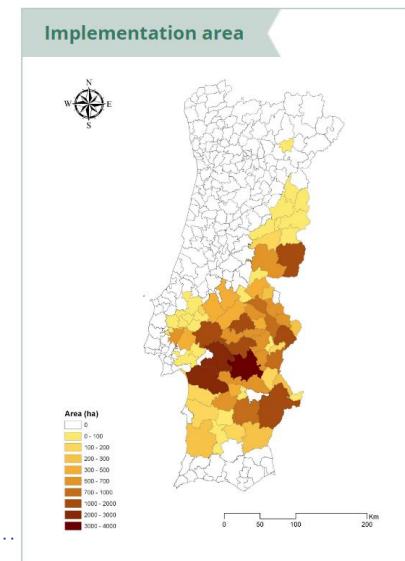 Implementation area
N
W E
S
Area (ha)
0
0 - 100
100 - 200
200 - 300
300 - 500
500 - 700
700 - 1000
1000 - 2000
2000 - 3000
3000 - 4000
Km
0 50 100 200